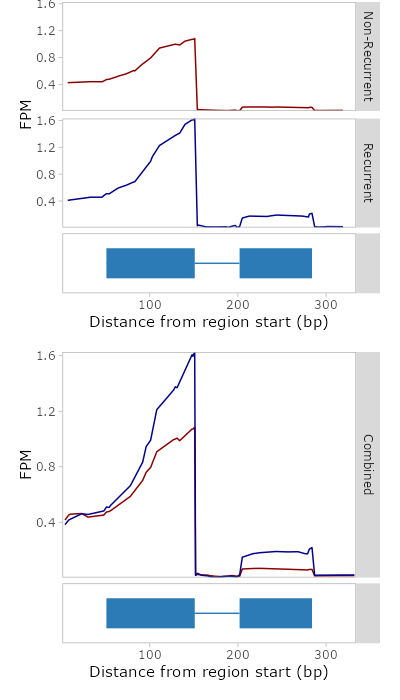 1.6
1.2
0.8
0.4
Non-Recurrent
FPM
1.6
1.2
0.8
0.4
Recurrent
100 200 300
Distance from region start (bp)
1.6
1.2
0.8
0.4
FPM
Combined
100 200 300
Distance from region start (bp)